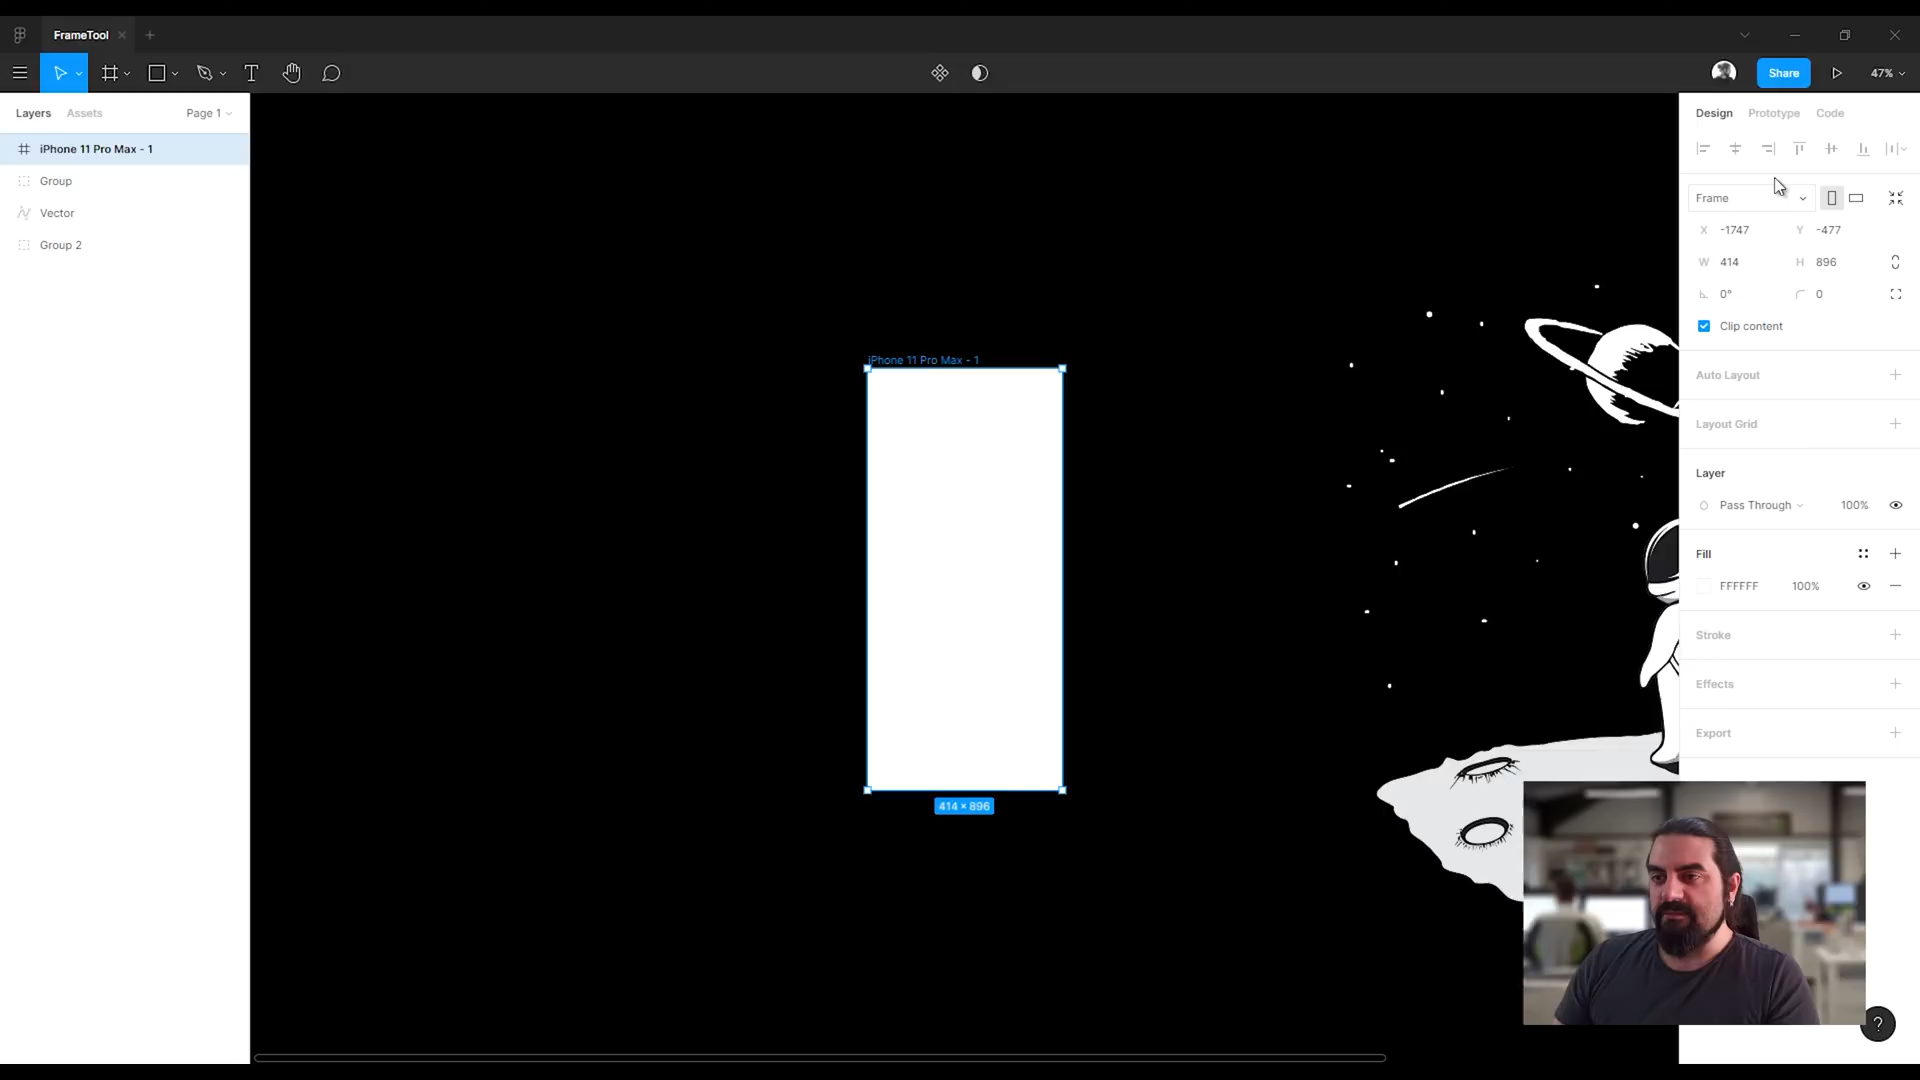 FrameTool
Share
47%
Layers Assets Page 1
iPhone 11 Pro Max - 1
Group
Vector
Group 2
iPhone 11 Pro Max - 1
414 × 896
Design Prototype Code
Frame
X -1747 Y -477
W 414 H 896
0° 0
Clip content
Auto Layout
Layout Grid
Layer
Pass Through 100%
Fill
FFFFFF 100%
Stroke
Effects
Export
?